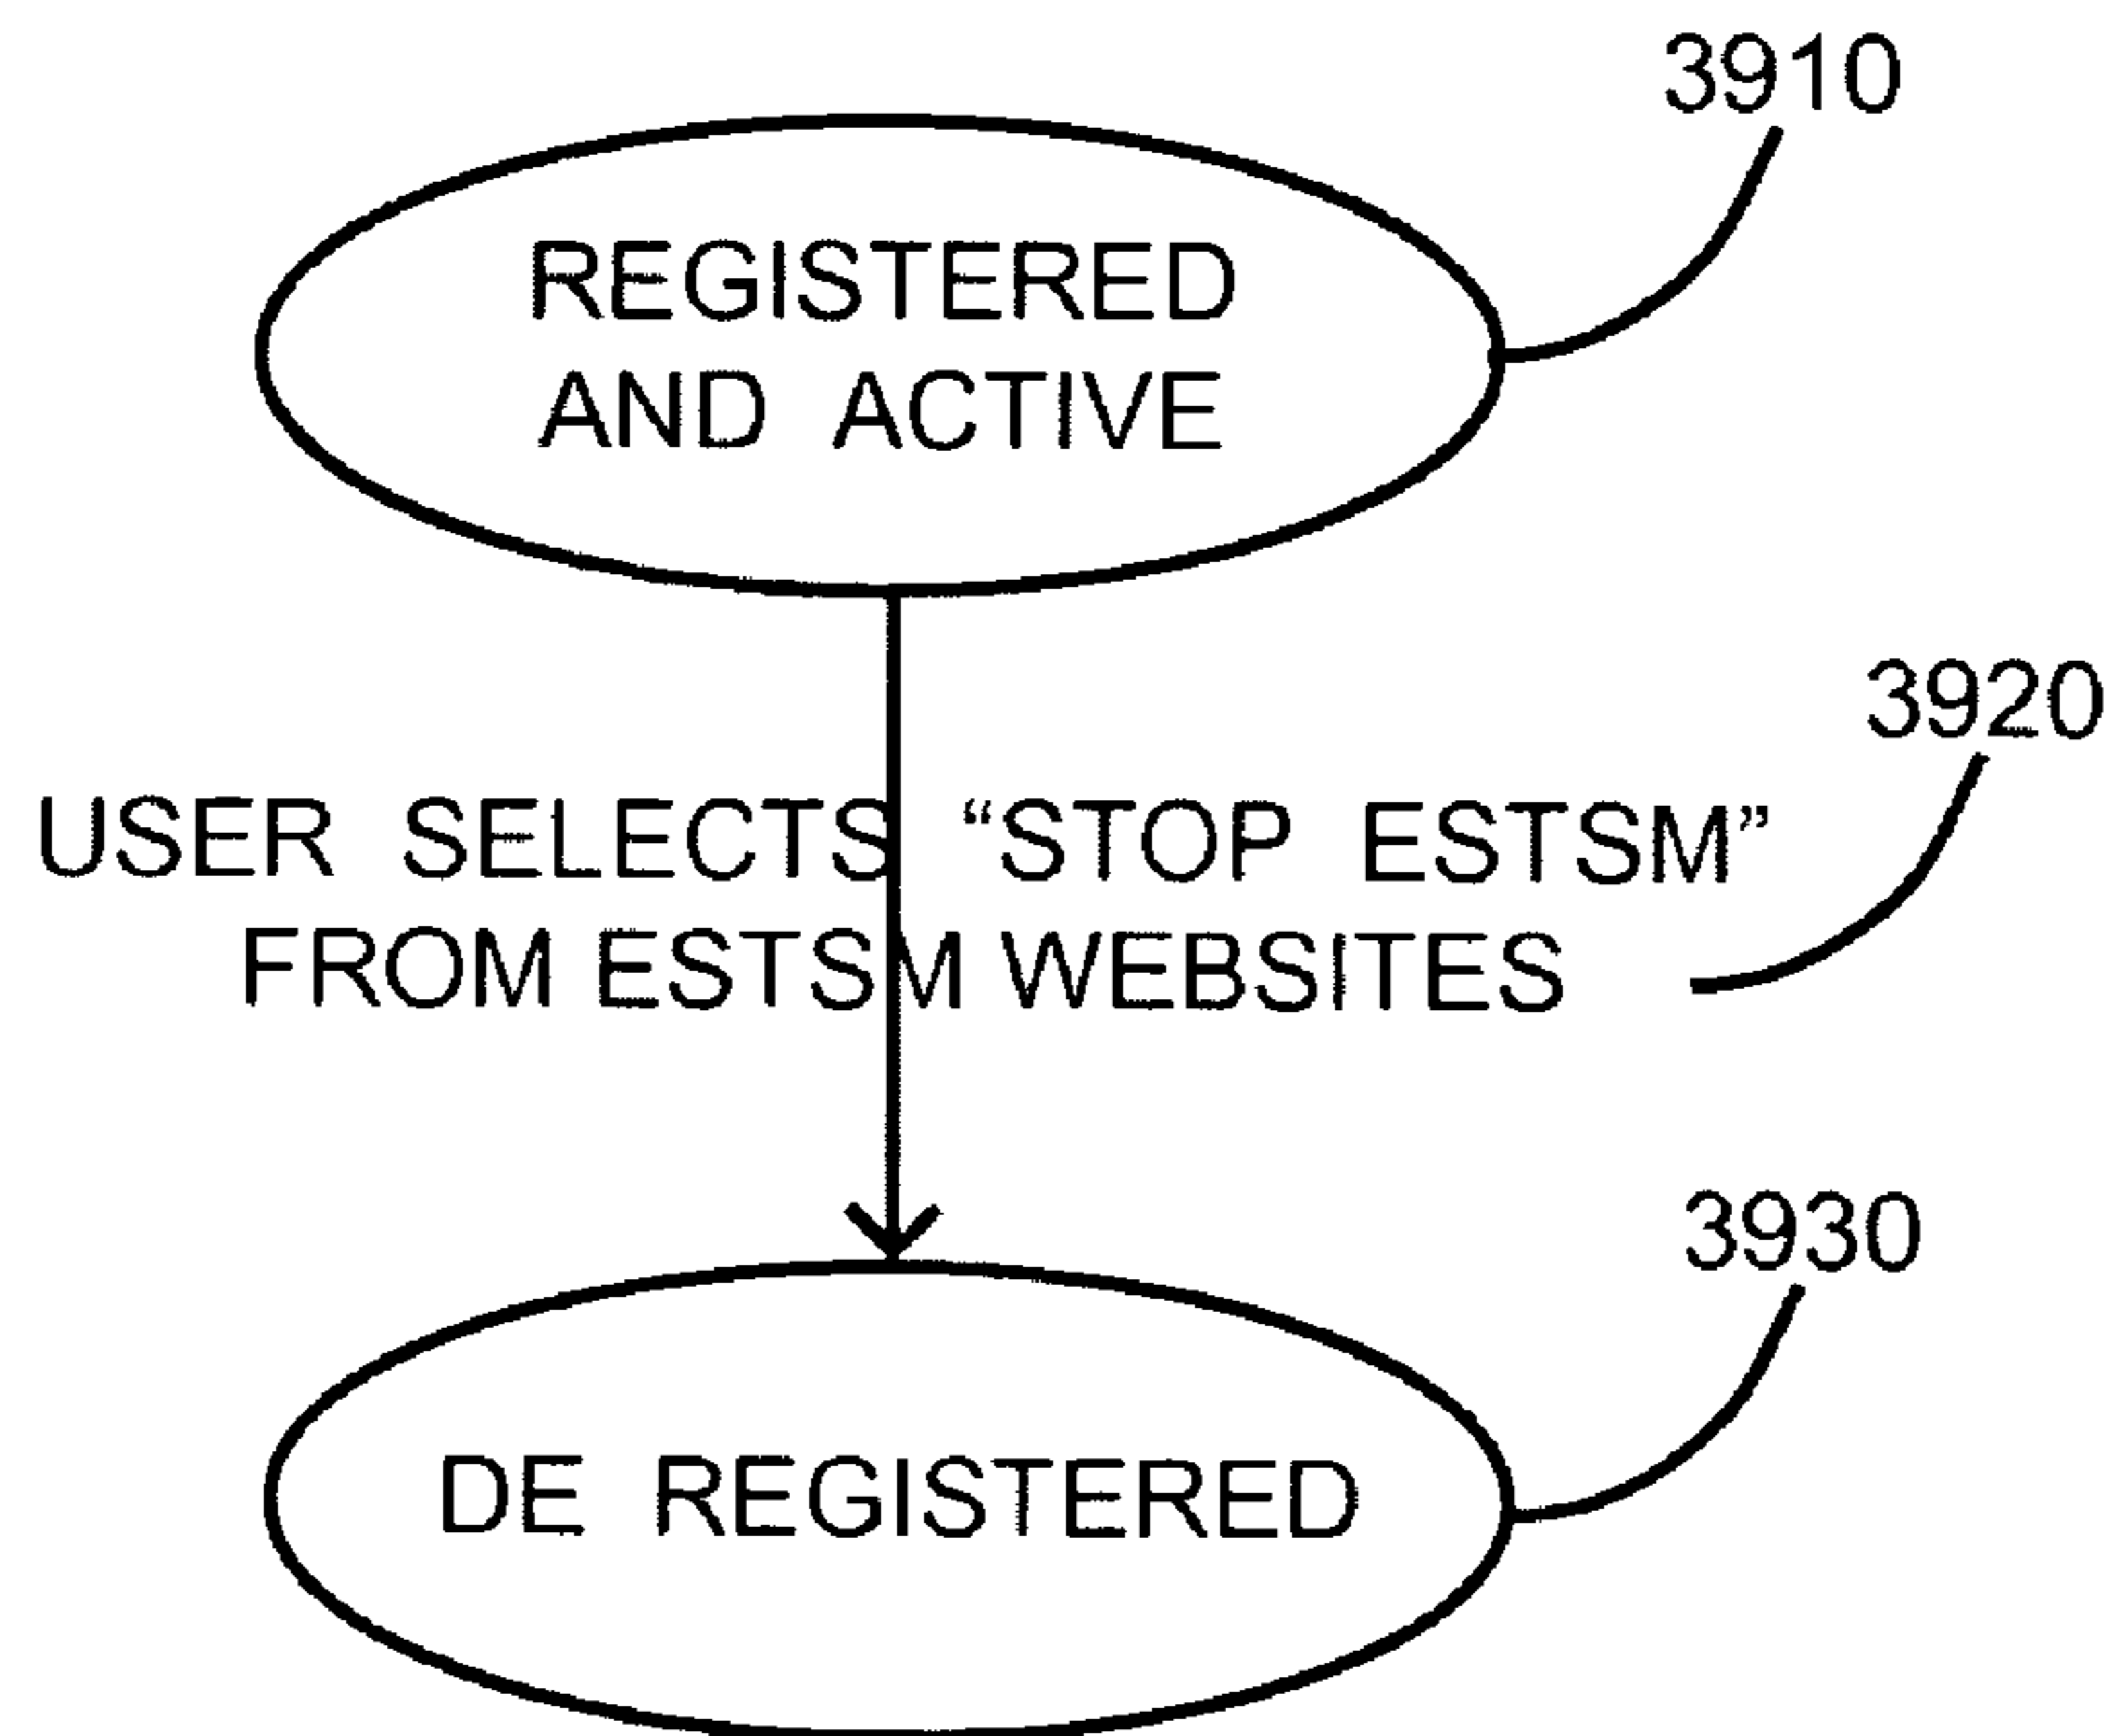 3910
REGISTERED
AND ACTIVE
3920
USER SELECTS “STOP ESTSM”
FROM ESTSM WEBSITES
3930
DE REGISTERED